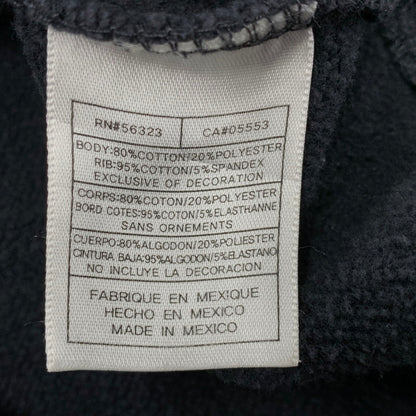 RN#56323 CA#05553
BODY:80%COTTON/20%POLYESTER
RIB:95%COTTON/5%SPANDEX
EXCLUSIVE OF DECORATION
CORPS:80%COTON/20%POLYESTER
BORD COTES:95%COTON/5%ELASTHANNE
SANS ORNEMENTS
CUERPO:80%ALGODON/20%POLIESTER
CINTURA BAJA:95%ALGODON/5%ELASTANO
NO INCLUYE LA DECORACION
FABRIQUE EN MEXIQUE
HECHO EN MEXICO
MADE IN MEXICO